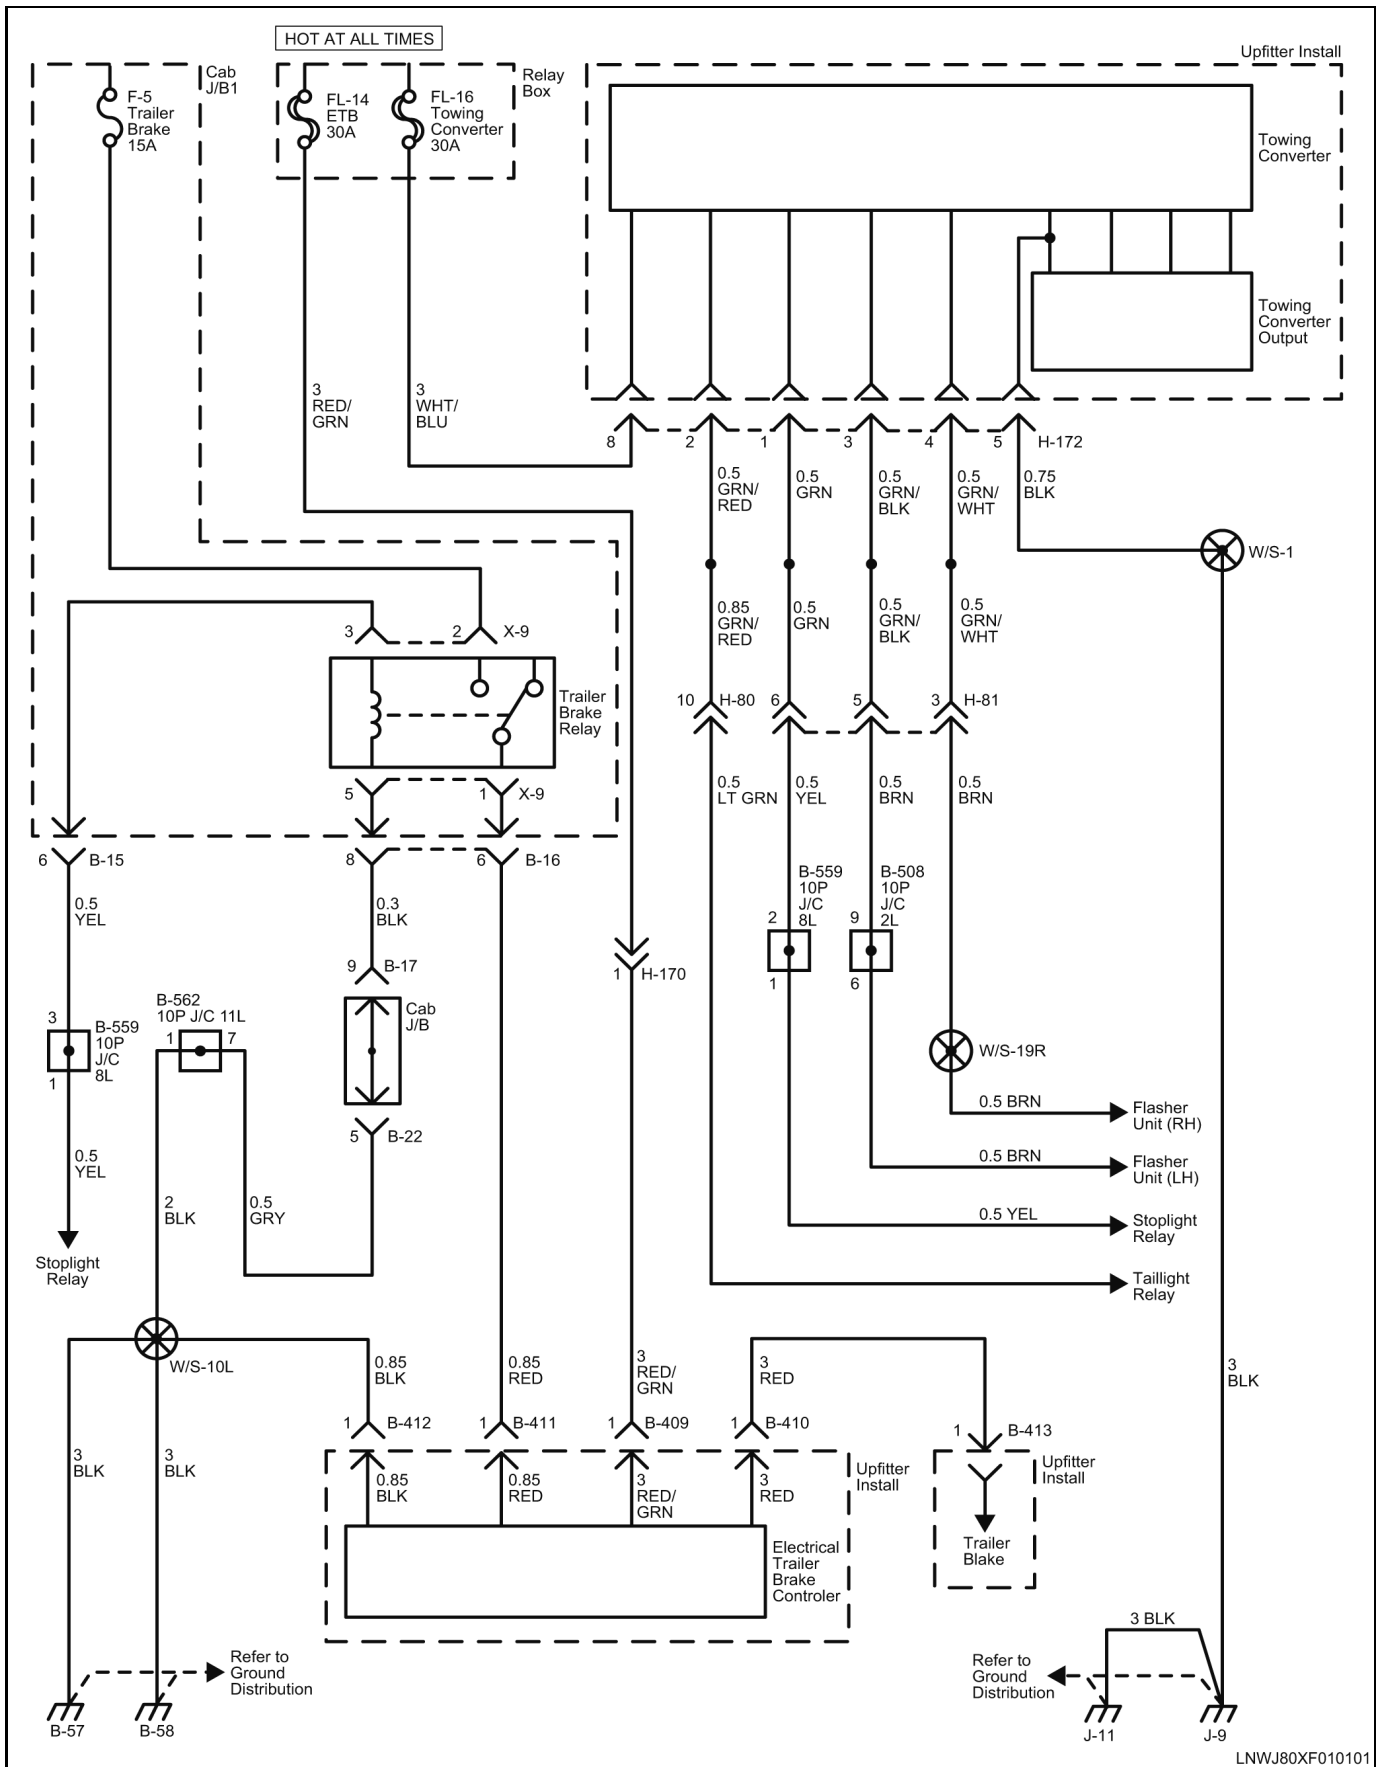 HOT AT ALL TIMES
Upfitter Install
Cab
J/B1
F-5
Trailer
Brake
15A
Relay
Box
FL-14
ETB
30A
FL-16
Towing
Converter
30A
Towing
Converter
Towing
Converter
Output
3
RED/
GRN
3
WHT/
BLU
8
2
1
3
4
5
H-172
0.5
GRN/
RED
0.5
GRN
0.5
GRN/
BLK
0.5
GRN/
WHT
0.75
BLK
W/S-1
0.85
GRN/
RED
0.5
GRN
0.5
GRN/
BLK
0.5
GRN/
WHT
3
2
X-9
Trailer
Brake
Relay
10
H-80
6
5
3
H-81
5
1
X-9
0.5
LT GRN
0.5
YEL
0.5
BRN
0.5
BRN
6
B-15
8
6
B-16
0.5
YEL
0.3
BLK
B-559
10P
J/C
8L
2
1
B-508
10P
J/C
2L
9
6
9
B-17
1
H-170
Cab
J/B
B-562
10P J/C 11L
1
7
3
1
B-559
10P
J/C
8L
W/S-19R
0.5 BRN
Flasher
Unit (RH)
5
B-22
0.5
YEL
0.5 BRN
Flasher
Unit (LH)
2
BLK
0.5
GRY
0.5 YEL
Stoplight
Relay
Stoplight
Relay
Taillight
Relay
W/S-10L
0.85
BLK
0.85
RED
3
RED/
GRN
3
RED
3
BLK
1
B-412
1
B-411
1
B-409
1
B-410
1
B-413
3
BLK
3
BLK
0.85
BLK
0.85
RED
3
RED/
GRN
3
RED
Upfitter
Install
Upfitter
Install
Trailer
Blake
Electrical
Trailer
Brake
Controler
3 BLK
Refer to
Ground
Distribution
Refer to
Ground
Distribution
B-57
B-58
J-11
J-9
LNWJ80XF010101